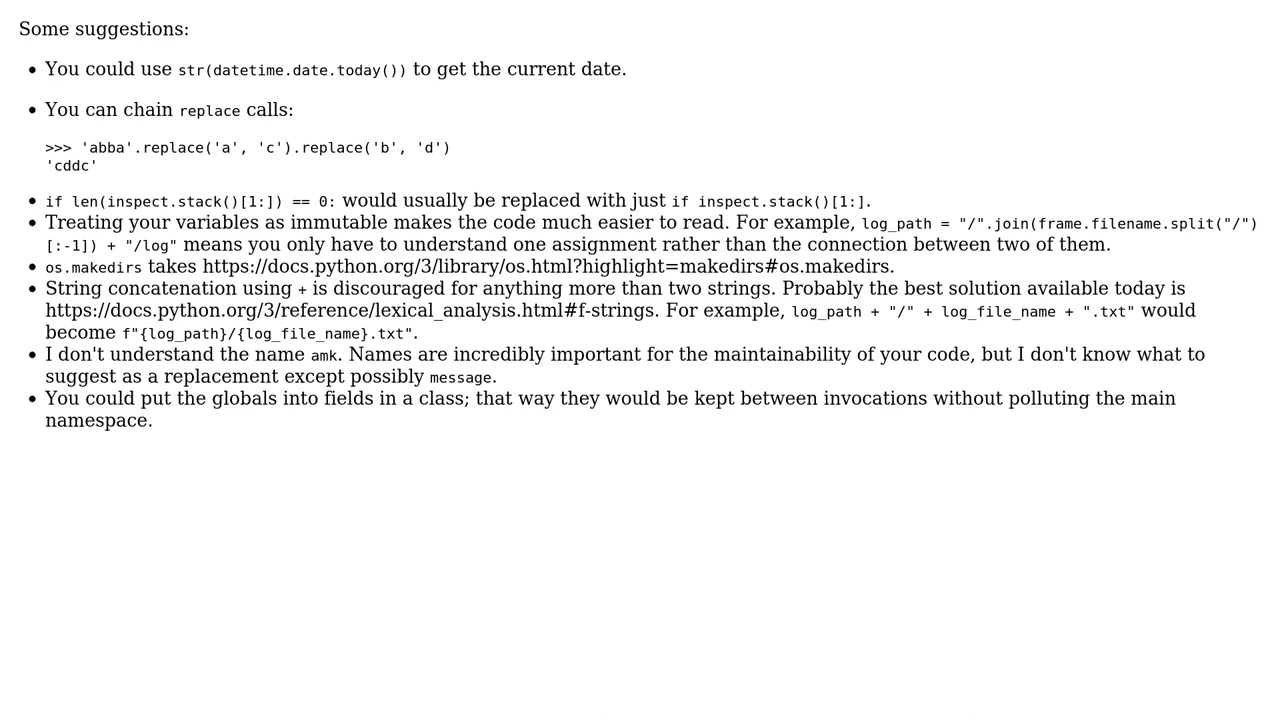 Some suggestions:
You could use str(datetime.date.today()) to get the current date.
You can chain replace calls:
>>> 'abba'.replace('a', 'c').replace('b', 'd')
'cddc'
if len(inspect.stack()[1:]) == 0: would usually be replaced with just if inspect.stack()[1:].
Treating your variables as immutable makes the code much easier to read. For example, log_path = "/".join(frame.filename.split("/")
[:-1]) + "/log" means you only have to understand one assignment rather than the connection between two of them.
os.makedirs takes https://docs.python.org/3/library/os.html?highlight=makedirs#os.makedirs.
String concatenation using + is discouraged for anything more than two strings. Probably the best solution available today is
https://docs.python.org/3/reference/lexical_analysis.html#f-strings. For example, log_path + "/" + log_file_name + ".txt" would
become f"{log_path}/{log_file_name}.txt".
I don't understand the name amk. Names are incredibly important for the maintainability of your code, but I don't know what to
suggest as a replacement except possibly message.
You could put the globals into fields in a class; that way they would be kept between invocations without polluting the main
namespace.